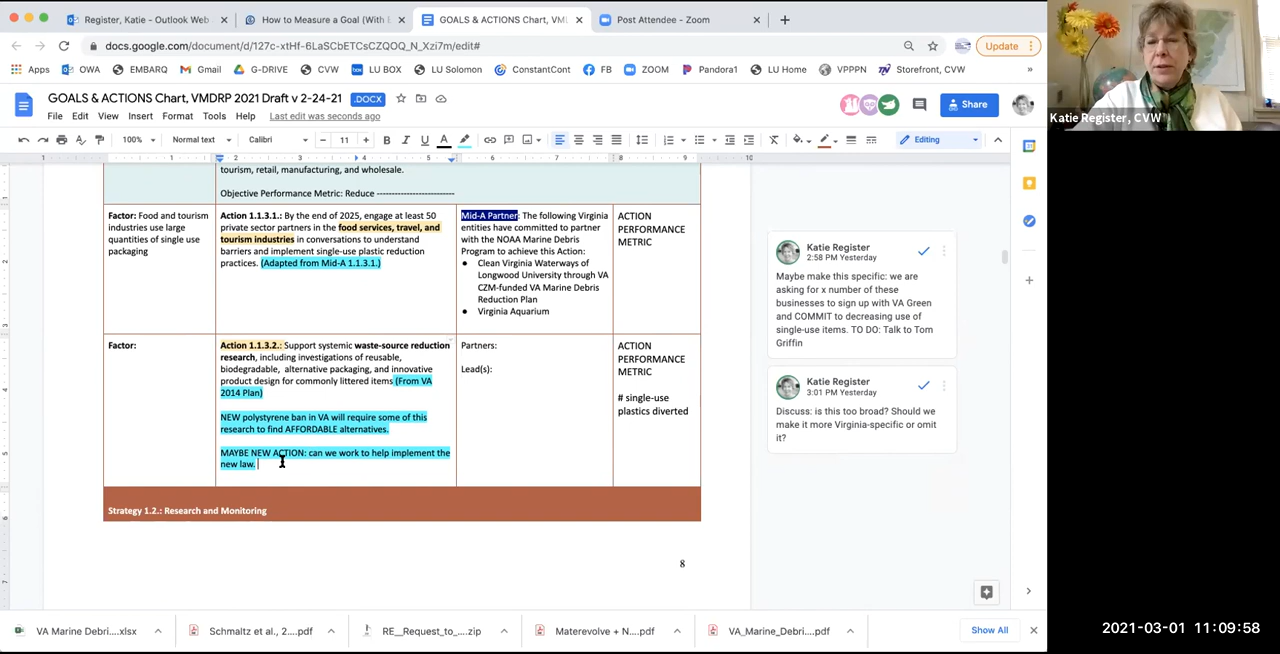 Register, Katie - Outlook Web
How to Measure a Goal (With I
GOALS & ACTIONS Chart, VMD
Post Attendee - Zoom
docs.google.com/document/d/127c-xtHf-6LaSCbETCsCZQOQ_N_Xzi7m/edit#
Update
Apps
OWA
EMBARQ
Gmail
G-DRIVE
CVW
LU BOX
LU Solomon
ConstantCont
FB
ZOOM
Pandora1
LU Home
VPPPN
Storefront, CVW
»
GOALS & ACTIONS Chart, VMDRP 2021 Draft v 2-24-21 .DOCX
File Edit View Insert Format Tools Help Last edit was seconds ago
Share
100%
Normal text
Calibri
11
Editing
tourism, retail, manufacturing, and wholesale.
Objective Performance Metric: Reduce --------------------------
Factor: Food and tourism
industries use large
quantities of single use
packaging
Action 1.1.3.1.: By the end of 2025, engage at least 50
private sector partners in the food services, travel, and
tourism industries in conversations to understand
barriers and implement single-use plastic reduction
practices. (Adapted from Mid-A 1.1.3.1.)
Mid-A Partner: The following Virginia
entities have committed to partner
with the NOAA Marine Debris
Program to achieve this Action:
● Clean Virginia Waterways of
Longwood University through VA
CZM-funded VA Marine Debris
Reduction Plan
● Virginia Aquarium
ACTION
PERFORMANCE
METRIC
Factor:
Action 1.1.3.2.: Support systemic waste-source reduction
research, including investigations of reusable,
biodegradable, alternative packaging, and innovative
product design for commonly littered items (From VA
2014 Plan)
NEW polystyrene ban in VA will require some of this
research to find AFFORDABLE alternatives.
MAYBE NEW ACTION: can we work to help implement the
new law.
Partners:
Lead(s):
ACTION
PERFORMANCE
METRIC
# single-use
plastics diverted
Strategy 1.2.: Research and Monitoring
8
Katie Register
2:58 PM Yesterday
Maybe make this specific: we are
asking for x number of these
businesses to sign up with VA Green
and COMMIT to decreasing use of
single-use items. TO DO: Talk to Tom
Griffin
Katie Register
3:01 PM Yesterday
Discuss: is this too broad? Should we
make it more Virginia-specific or omit
it?
VA Marine Debri....xlsx
Schmaltz et al., 2....pdf
RE__Request_to_....zip
Materevolve + N....pdf
VA_Marine_Debri....pdf
Show All
Katie Register, CVW
2021-03-01 11:09:58